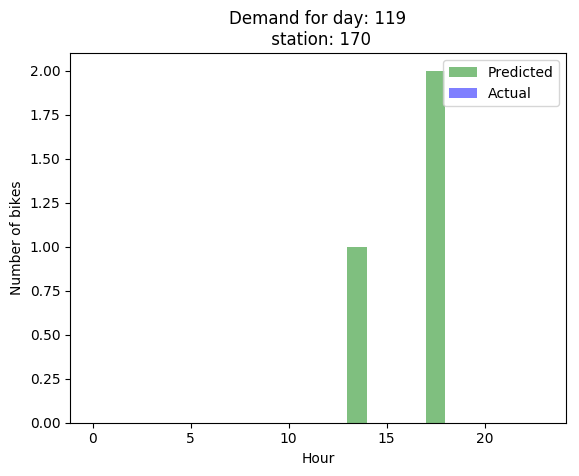 Demand for day: 119
station: 170
Predicted
Actual
Number of bikes
2.00
1.75
1.50
1.25
1.00
0.75
0.50
0.25
0.00
0 5 10 15 20
Hour